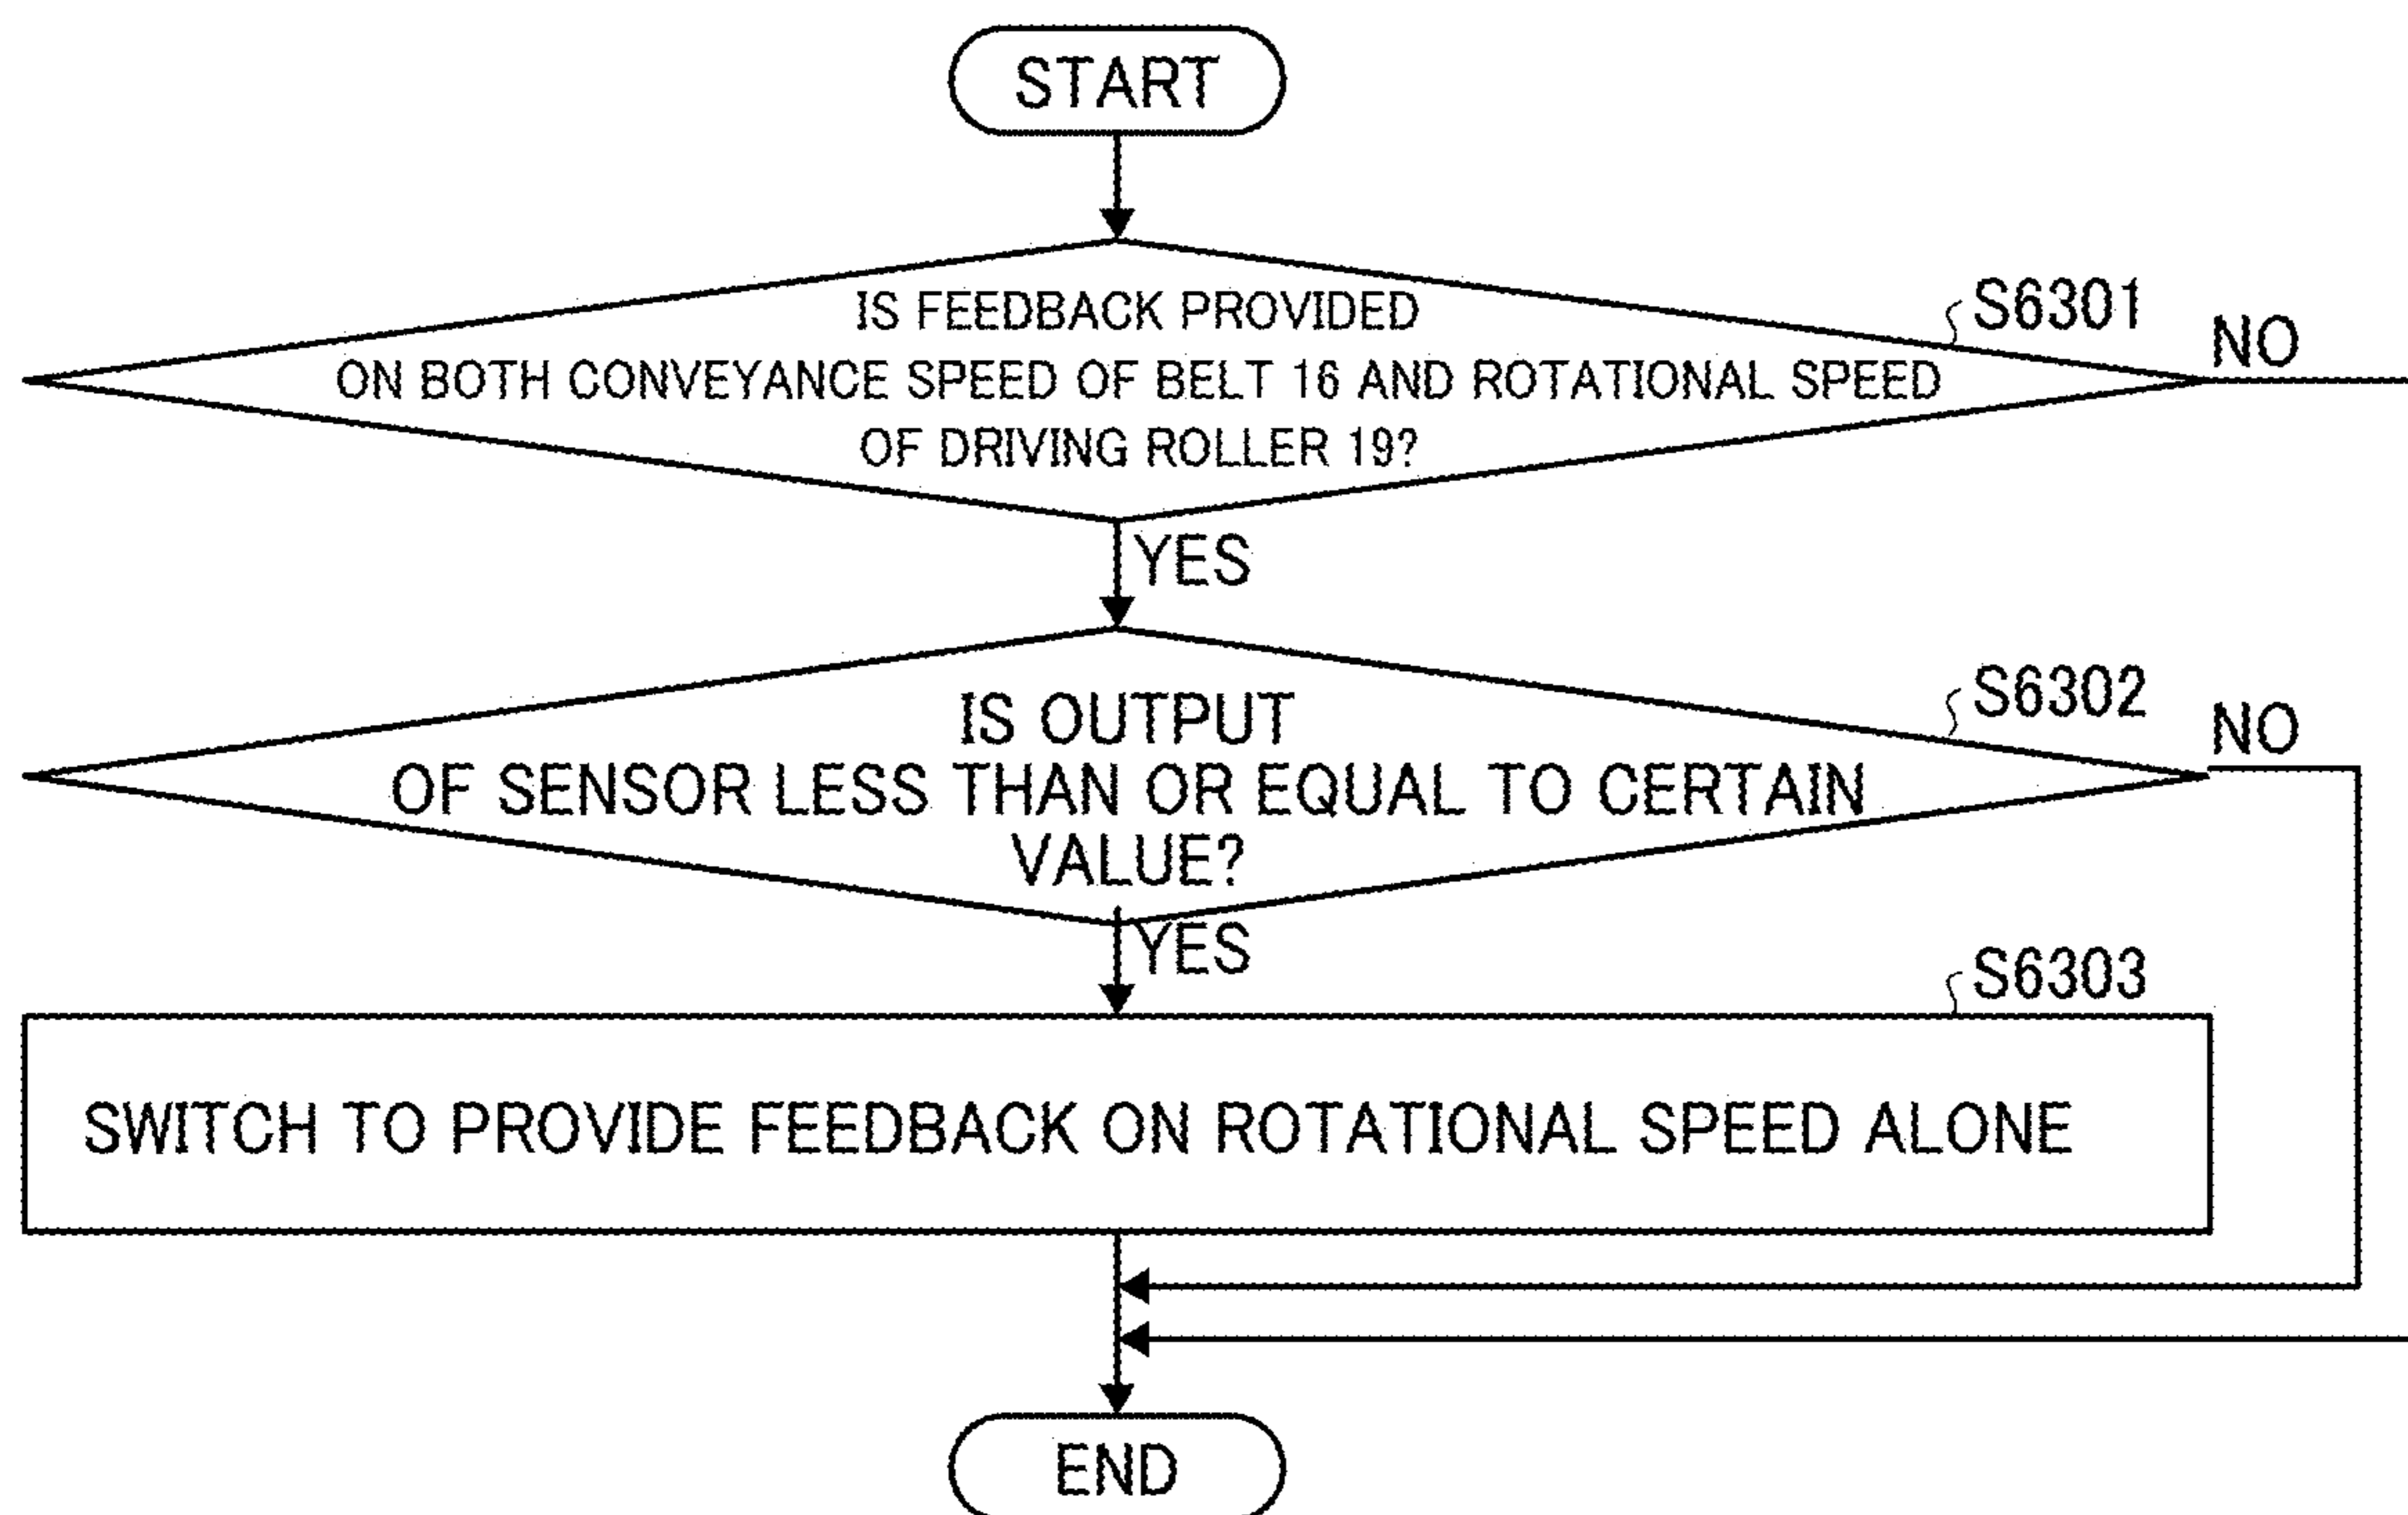 START
IS FEEDBACK PROVIDED
ON BOTH CONVEYANCE SPEED OF BELT 16 AND ROTATIONAL SPEED
OF DRIVING ROLLER 19?
S6301
NO
YES
IS OUTPUT
OF SENSOR LESS THAN OR EQUAL TO CERTAIN
VALUE?
S6302
NO
YES
S6303
SWITCH TO PROVIDE FEEDBACK ON ROTATIONAL SPEED ALONE
END